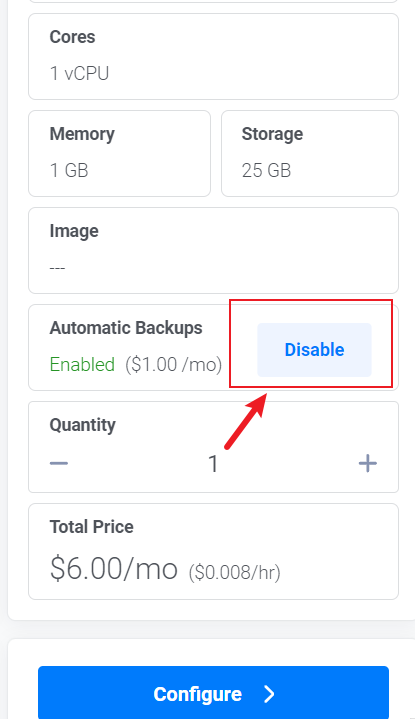 Cores
1 vCPU
Memory
1 GB
Storage
25 GB
Image
---
Automatic Backups
Enabled ($1.00 /mo)
Disable
Quantity
— 1 +
Total Price
$6.00/mo ($0.008/hr)
Configure